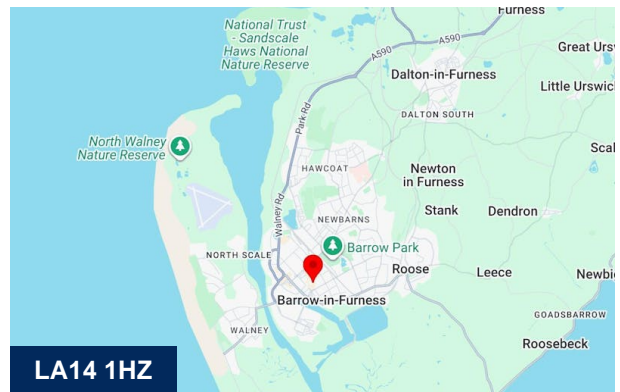 Furness
National Trust
- Sandscale
Haws National
Nature Reserve
A590
A590
Great Ursw
Dalton-in-Furness
Little Urswic
Park Rd
DALTON SOUTH
North Walney
Nature Reserve
Scal
HAWCOAT
Newton
in Furness
Walney Rd
Stank
Dendron
NEWBARNS
Barrow Park
NORTH SCALE
Roose
Leece
Newbi
Barrow-in-Furness
GOADSBARROW
WALNEY
Roosebeck
LA14 1HZ